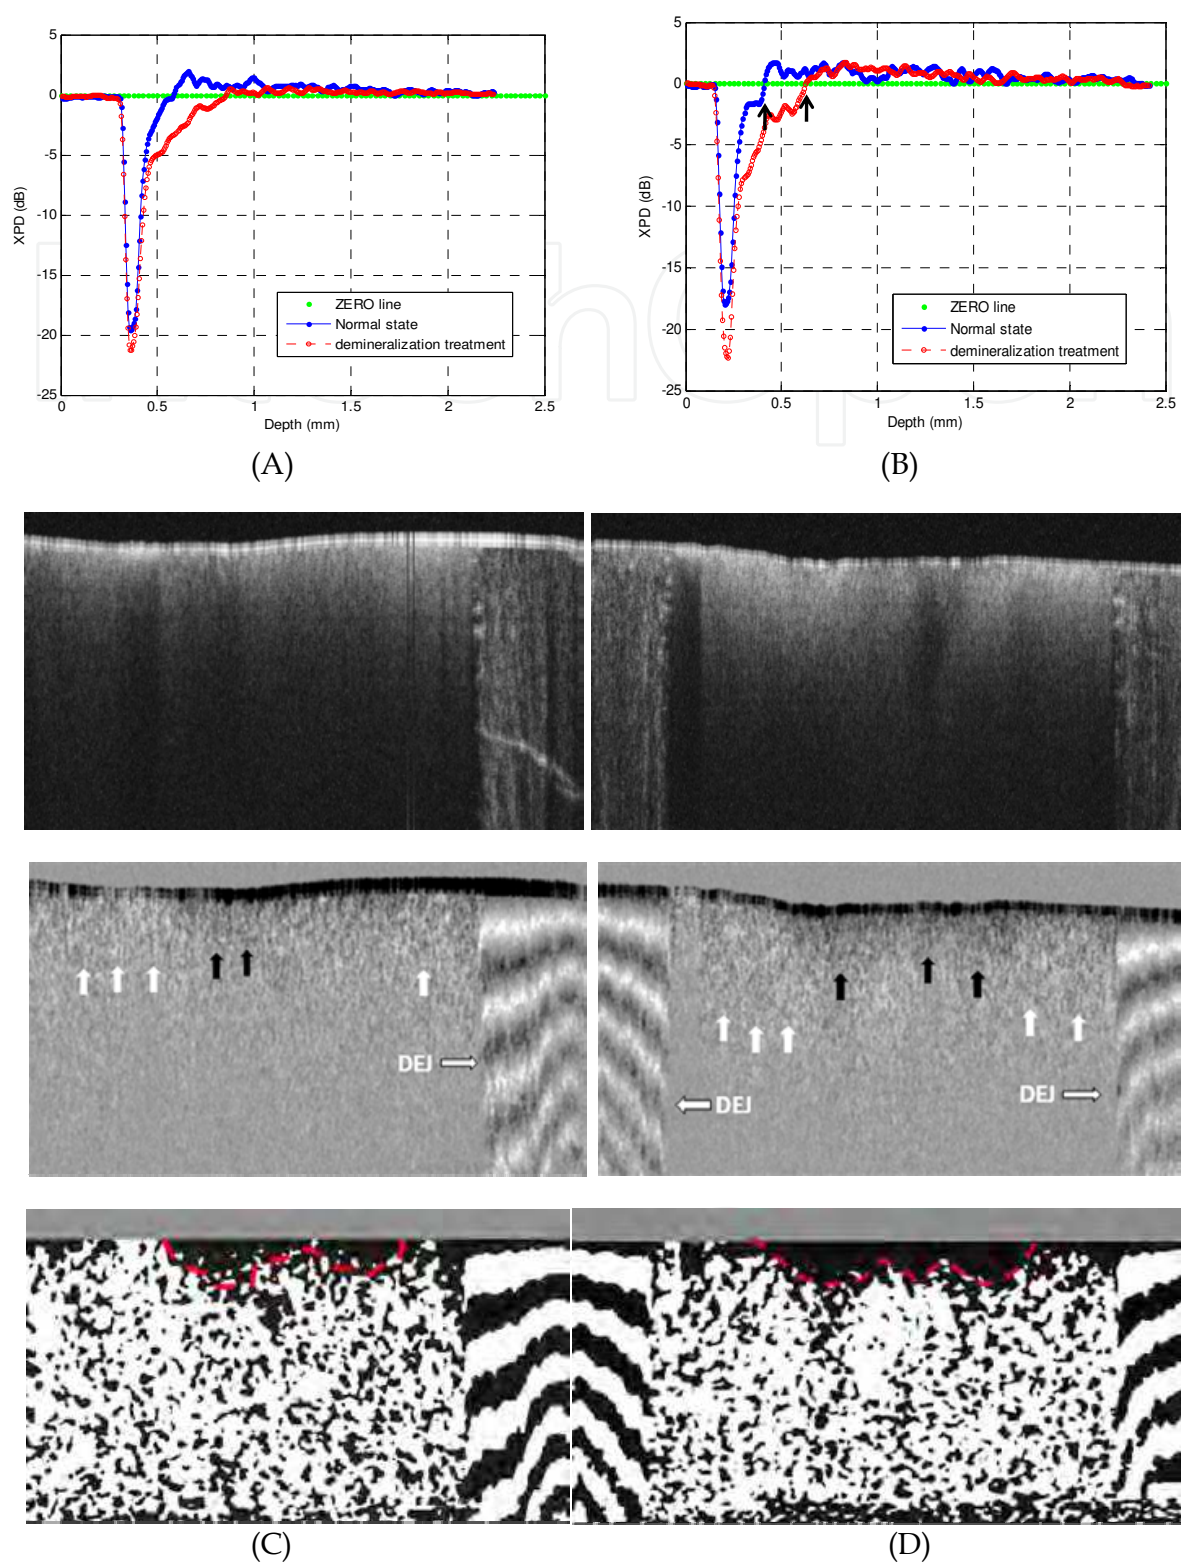 5
0
-5
-10
-15
-20
-25
XPD (dB)
ZERO line
Normal state
demineralization treatment
0 0.5 1 1.5 2 2.5
Depth (mm)
(A)
5
0
-5
-10
-15
-20
-25
XPD (dB)
ZERO line
Normal state
demineralization treatment
0 0.5 1 1.5 2 2.5
Depth (mm)
(B)
DEJ
DEJ
DEJ
(C)
(D)